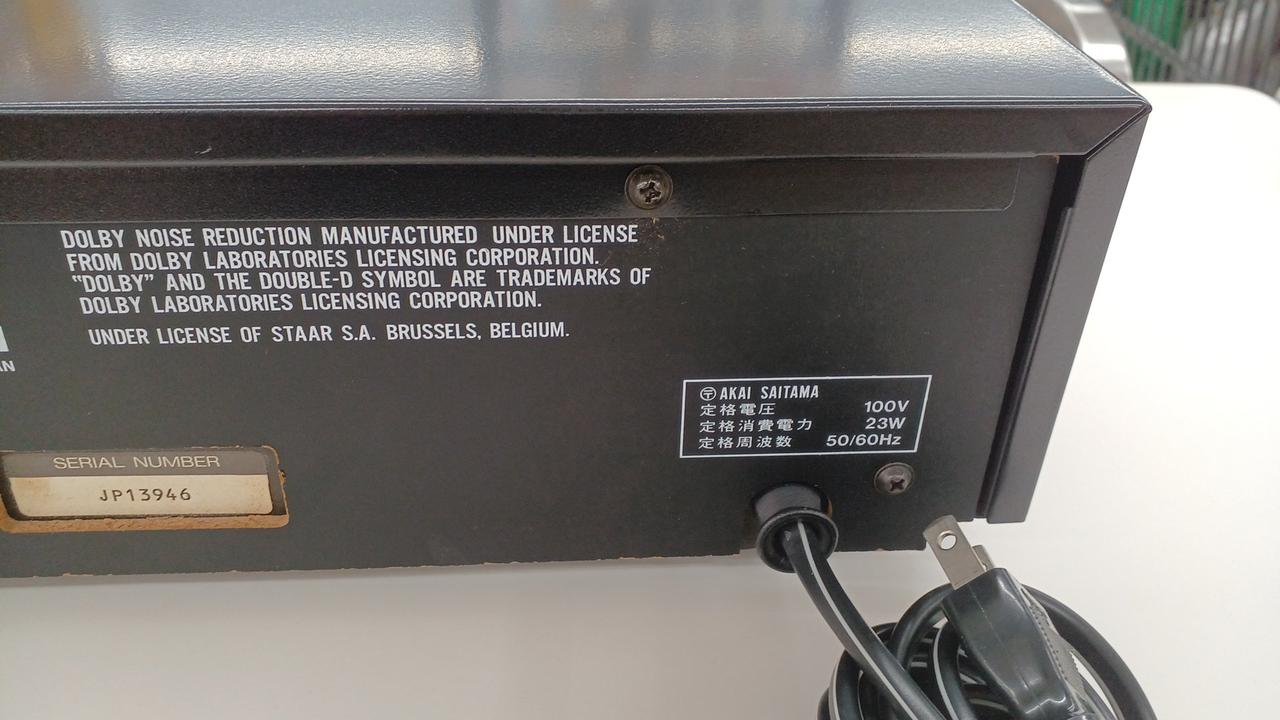 DOLBY NOISE REDUCTION MANUFACTURED UNDER LICENSE
FROM DOLBY LABORATORIES LICENSING CORPORATION.
“DOLBY” AND THE DOUBLE-D SYMBOL ARE TRADEMARKS OF
DOLBY LABORATORIES LICENSING CORPORATION.
UNDER LICENSE OF STAAR S.A. BRUSSELS, BELGIUM.
〶 AKAI SAITAMA
定格電圧 100V
定格消費電力 23W
定格周波数 50/60Hz
SERIAL NUMBER
JP13946